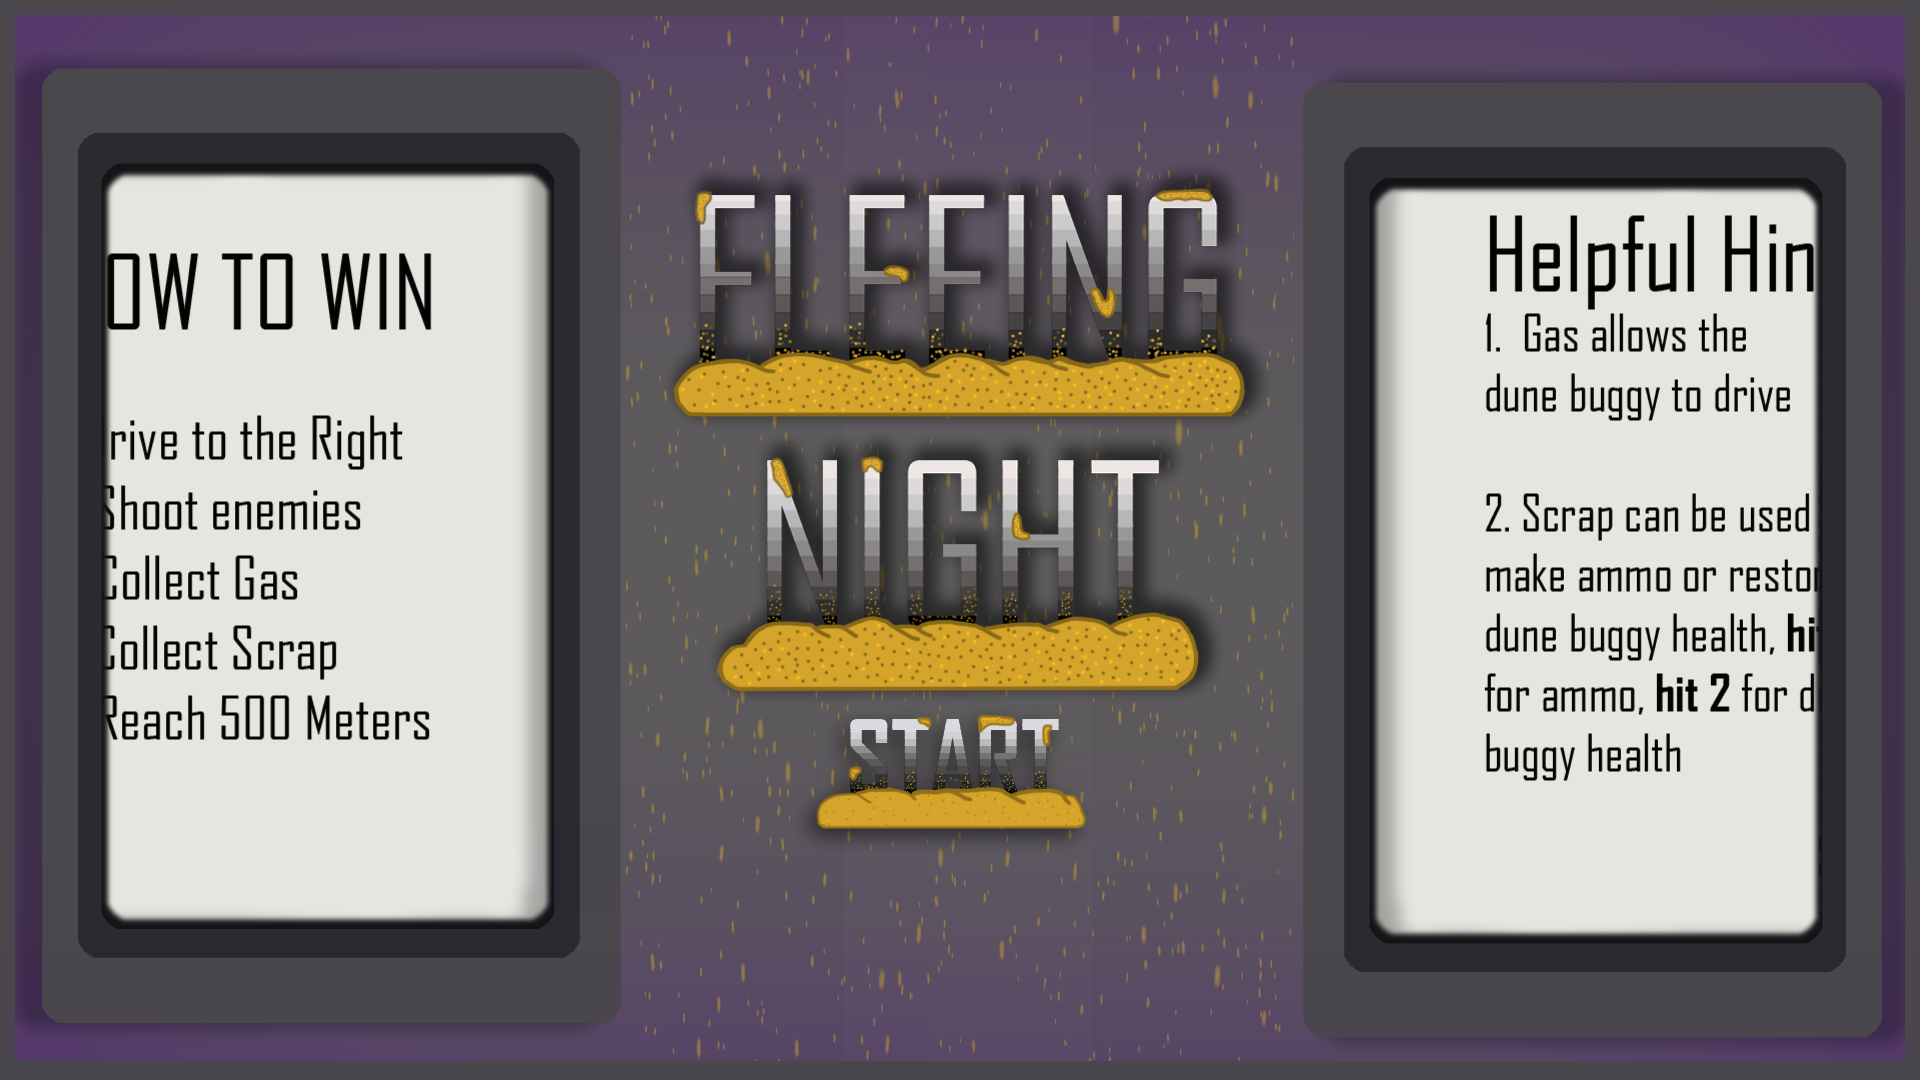 OW TO WIN
rive to the Right
Shoot enemies
Collect Gas
Collect Scrap
Reach 500 Meters
FLEEING
NIGHT
START
Helpful Hin
1. Gas allows the
dune buggy to drive
2. Scrap can be used
make ammo or restor
dune buggy health, hi
for ammo, hit 2 for d
buggy health